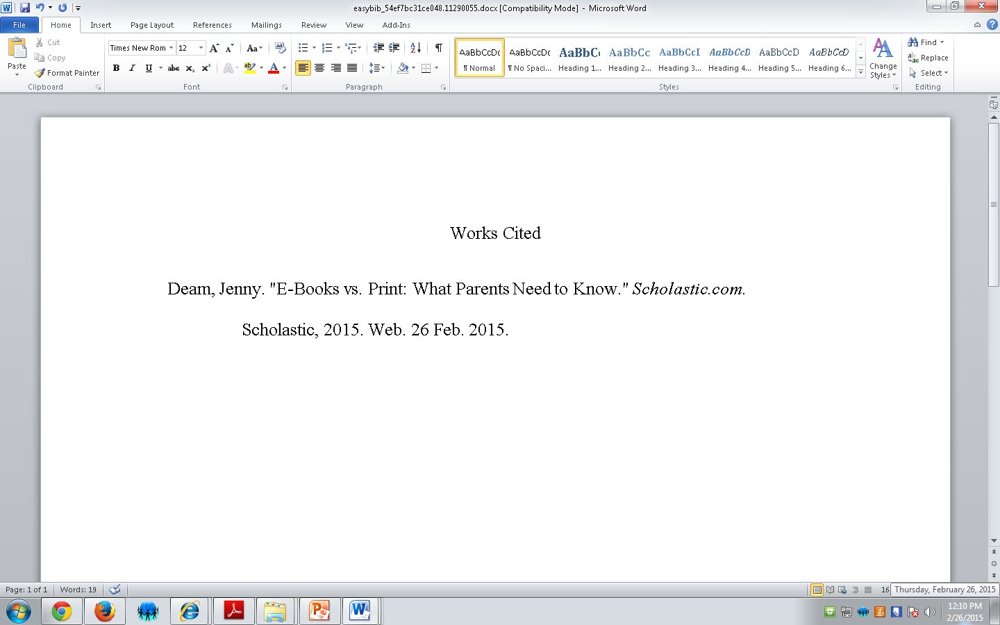 easybib_54ef7bc31ce048.11290055.docx [Compatibility Mode] - Microsoft Word
File Home Insert Page Layout References Mailings Review View Add-Ins
Paste
Cut
Copy
Format Painter
Clipboard
Times New Rom 12
Font
Paragraph
AaBbCcDc AaBbCcDc AaBbC AaBbCc AaBbCcI AaBbCcD AaBbCcD AaBbCcD
¶ Normal ¶ No Spaci... Heading 1... Heading 2... Heading 3... Heading 4... Heading 5... Heading 6...
Styles
Change
Styles
Find
Replace
Select
Editing
Works Cited
Deam, Jenny. "E-Books vs. Print: What Parents Need to Know." Scholastic.com.
Scholastic, 2015. Web. 26 Feb. 2015.
Page: 1 of 1 Words: 19
16
Thursday, February 26, 2015
12:10 PM
2/26/2015